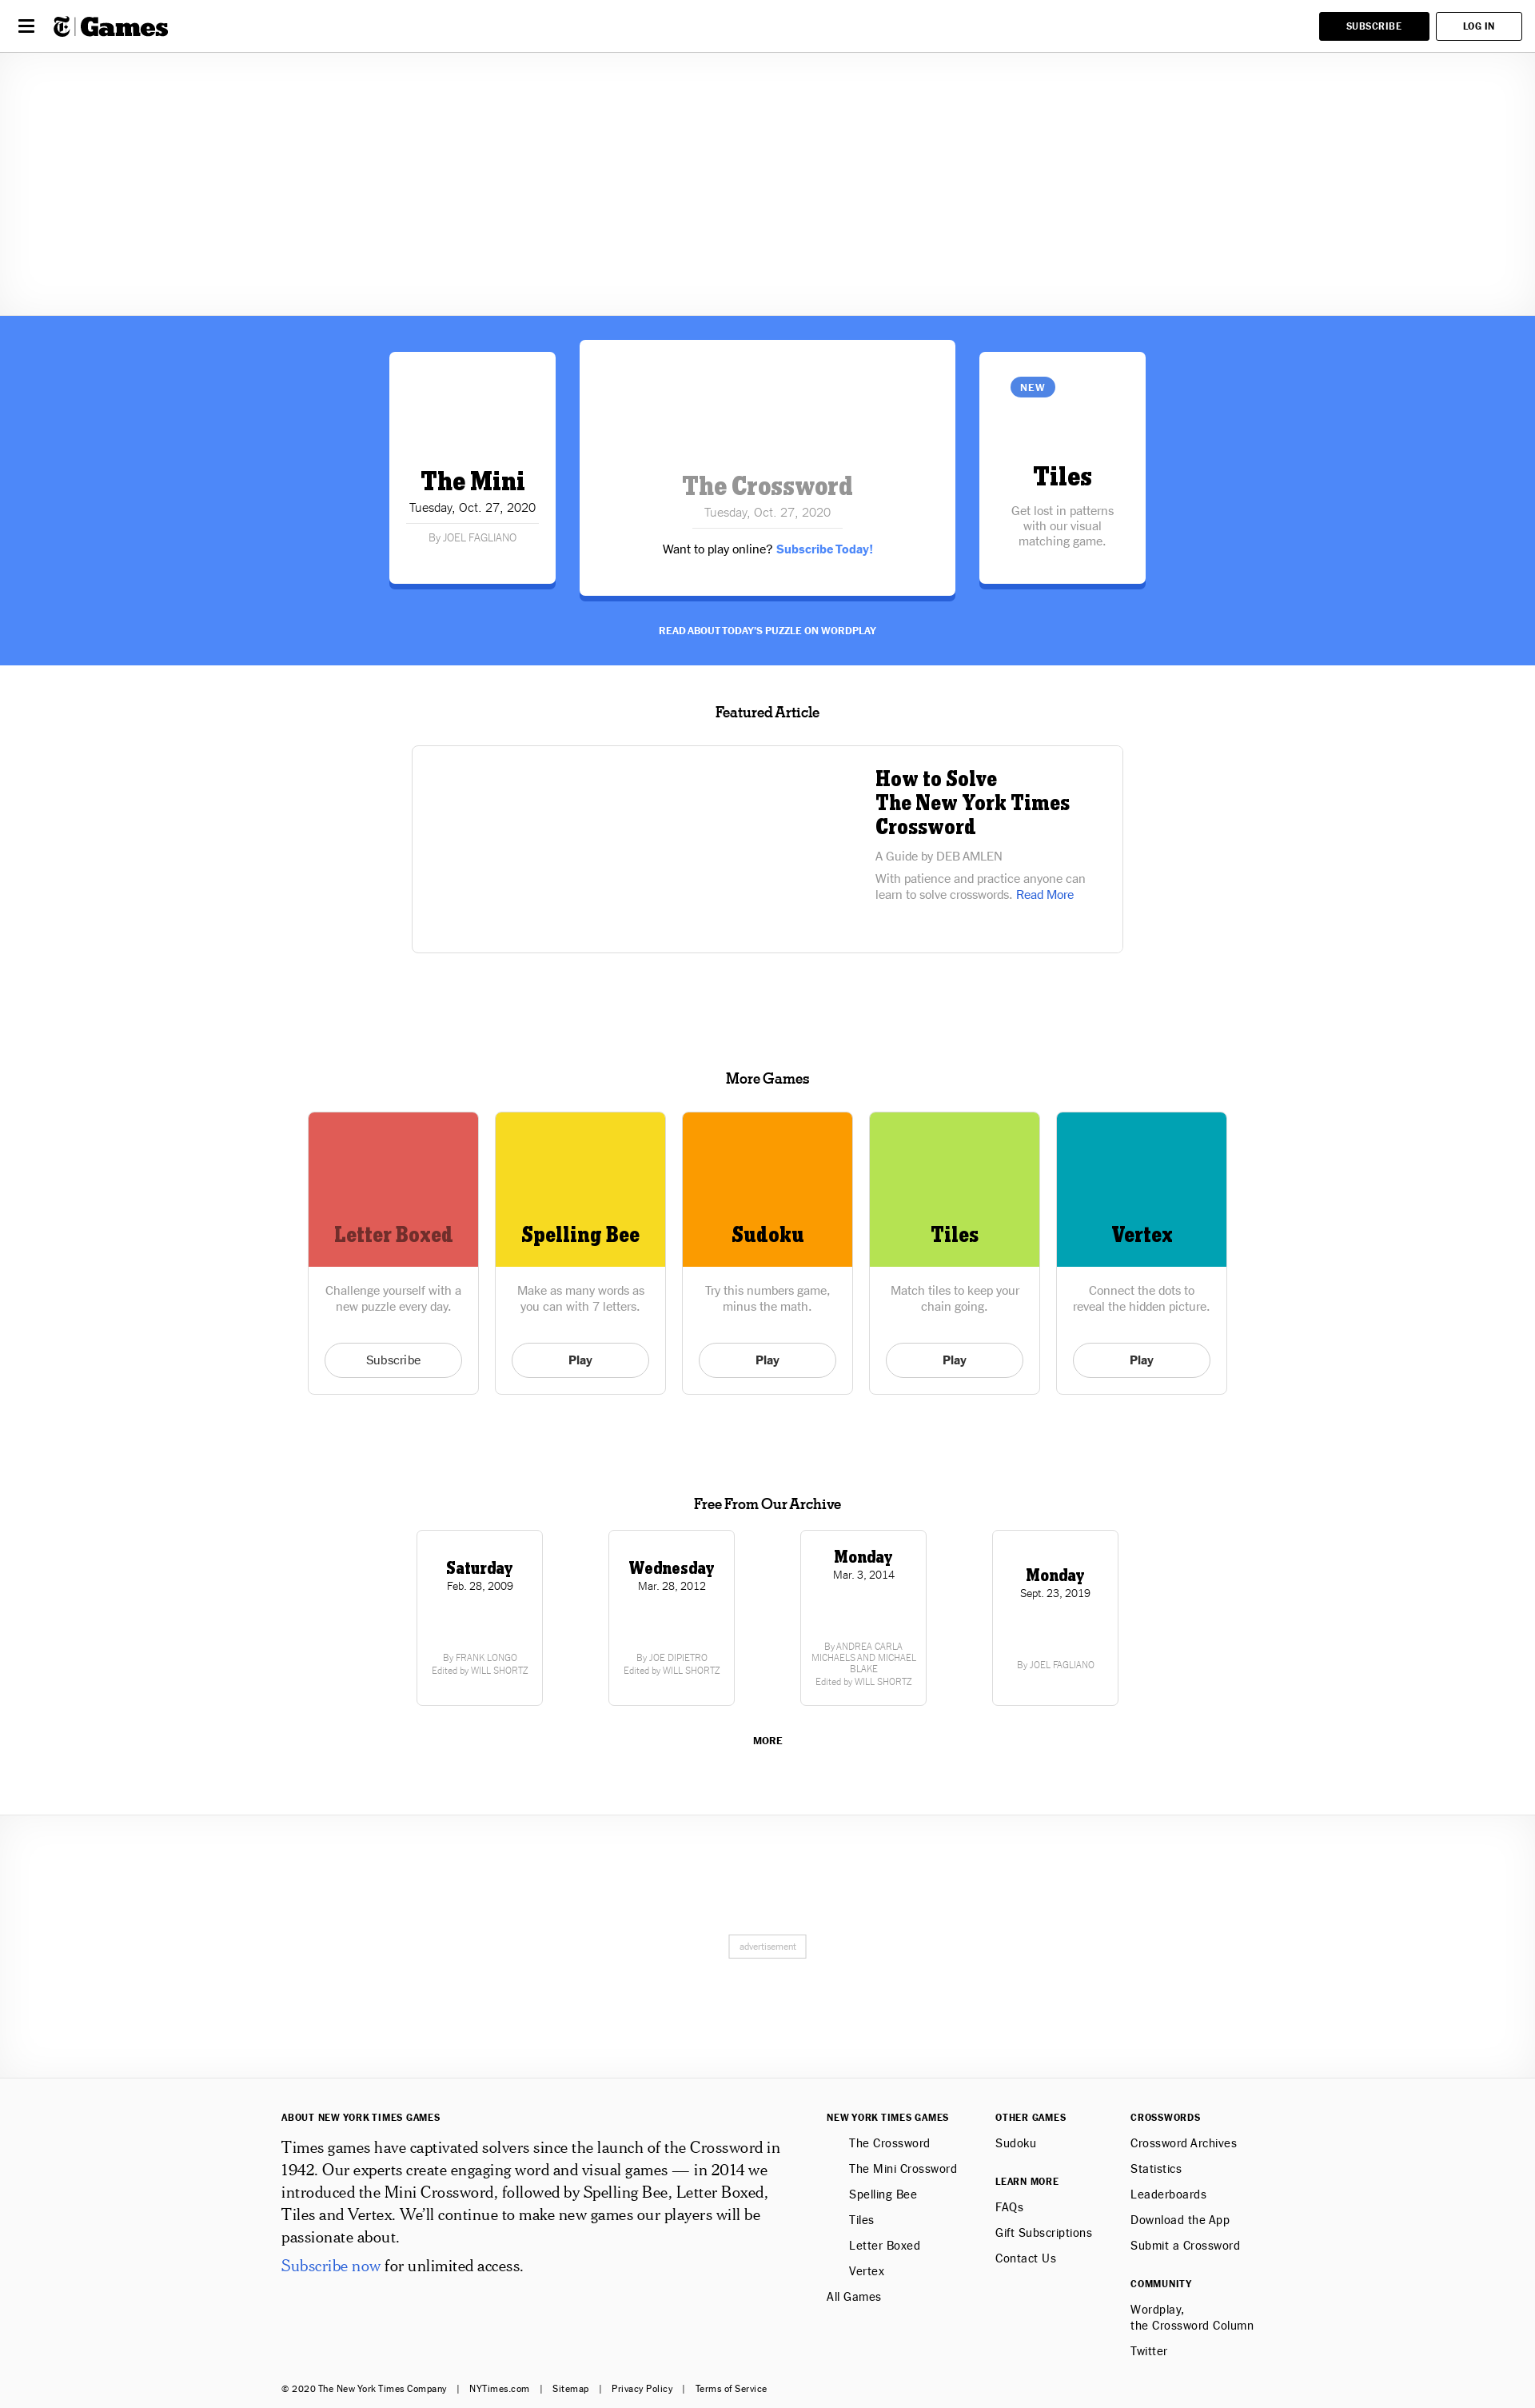 Games
SUBSCRIBE
LOG IN
The Mini
Tuesday, Oct. 27, 2020
By JOEL FAGLIANO
The Crossword
Tuesday, Oct. 27, 2020
Want to play online? Subscribe Today!
NEW
Tiles
Get lost in patterns
with our visual
matching game.
READ ABOUT TODAY'S PUZZLE ON WORDPLAY
Featured Article
How to Solve
The New York Times
Crossword
A Guide by DEB AMLEN
With patience and practice anyone can
learn to solve crosswords. Read More
More Games
Letter Boxed
Challenge yourself with a
new puzzle every day.
Subscribe
Spelling Bee
Make as many words as
you can with 7 letters.
Play
Sudoku
Try this numbers game,
minus the math.
Play
Tiles
Match tiles to keep your
chain going.
Play
Vertex
Connect the dots to
reveal the hidden picture.
Play
Free From Our Archive
Saturday
Feb. 28, 2009
By FRANK LONGO
Edited by WILL SHORTZ
Wednesday
Mar. 28, 2012
By JOE DIPIETRO
Edited by WILL SHORTZ
Monday
Mar. 3, 2014
By ANDREA CARLA
MICHAELS AND MICHAEL
BLAKE
Edited by WILL SHORTZ
Monday
Sept. 23, 2019
By JOEL FAGLIANO
MORE
advertisement
ABOUT NEW YORK TIMES GAMES
Times games have captivated solvers since the launch of the Crossword in
1942. Our experts create engaging word and visual games — in 2014 we
introduced the Mini Crossword, followed by Spelling Bee, Letter Boxed,
Tiles and Vertex. We'll continue to make new games our players will be
passionate about.
Subscribe now for unlimited access.
NEW YORK TIMES GAMES
The Crossword
The Mini Crossword
Spelling Bee
Tiles
Letter Boxed
Vertex
All Games
OTHER GAMES
Sudoku
LEARN MORE
FAQs
Gift Subscriptions
Contact Us
CROSSWORDS
Crossword Archives
Statistics
Leaderboards
Download the App
Submit a Crossword
COMMUNITY
Wordplay,
the Crossword Column
Twitter
© 2020 The New York Times Company | NYTimes.com | Sitemap | Privacy Policy | Terms of Service